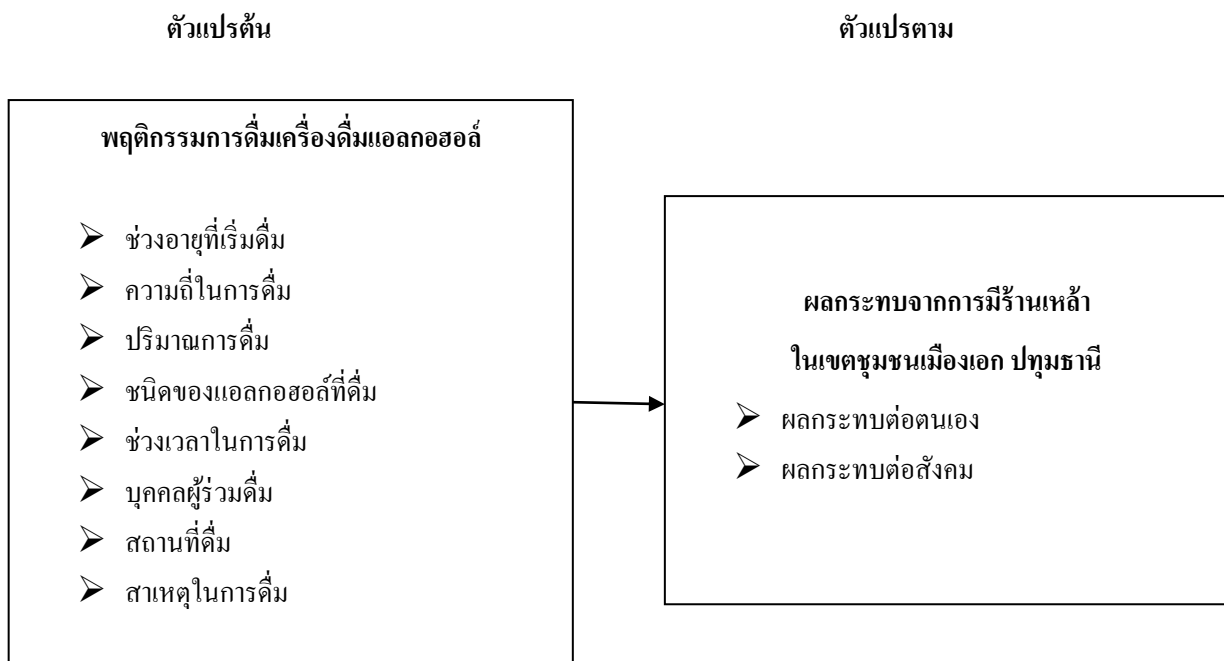 ตัวแปรต้น
ตัวแปรตาม
พฤติกรรมการดื่มเครื่องดื่มแอลกอฮอล์
ช่วงอายุที่เริ่มดื่ม
ความถี่ในการดื่ม
ปริมาณการดื่ม
ชนิดของแอลกอฮอล์ที่ดื่ม
ช่วงเวลาในการดื่ม
บุคคลผู้ร่วมดื่ม
สถานที่ดื่ม
สาเหตุในการดื่ม
ผลกระทบจากการมีร้านเหล้า
ในเขตชุมชนเมืองเอก ปทุมธานี
ผลกระทบต่อตนเอง
ผลกระทบต่อสังคม